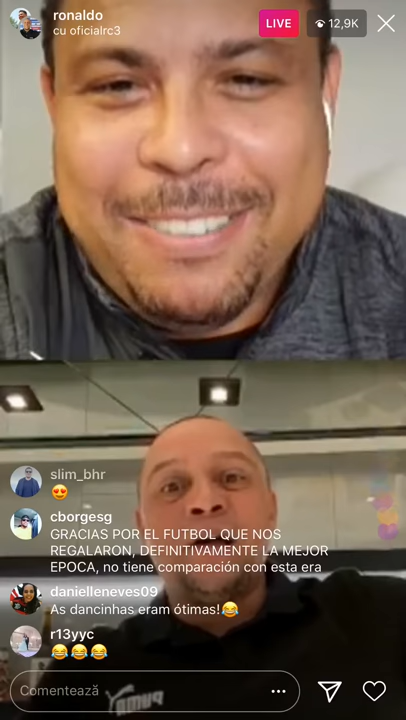 ronaldo
cu oficialrc3
LIVE
12,9K
slim_bhr
😍
cborgesg
GRACIAS POR EL FUTBOL QUE NOS
REGALARON, DEFINITIVAMENTE LA MEJOR
EPOCA, no tiene comparación con esta era
danielleneves09
As dancinhas eram ótimas!😂
r13yyc
😂😂😂
Comentează
PUMA